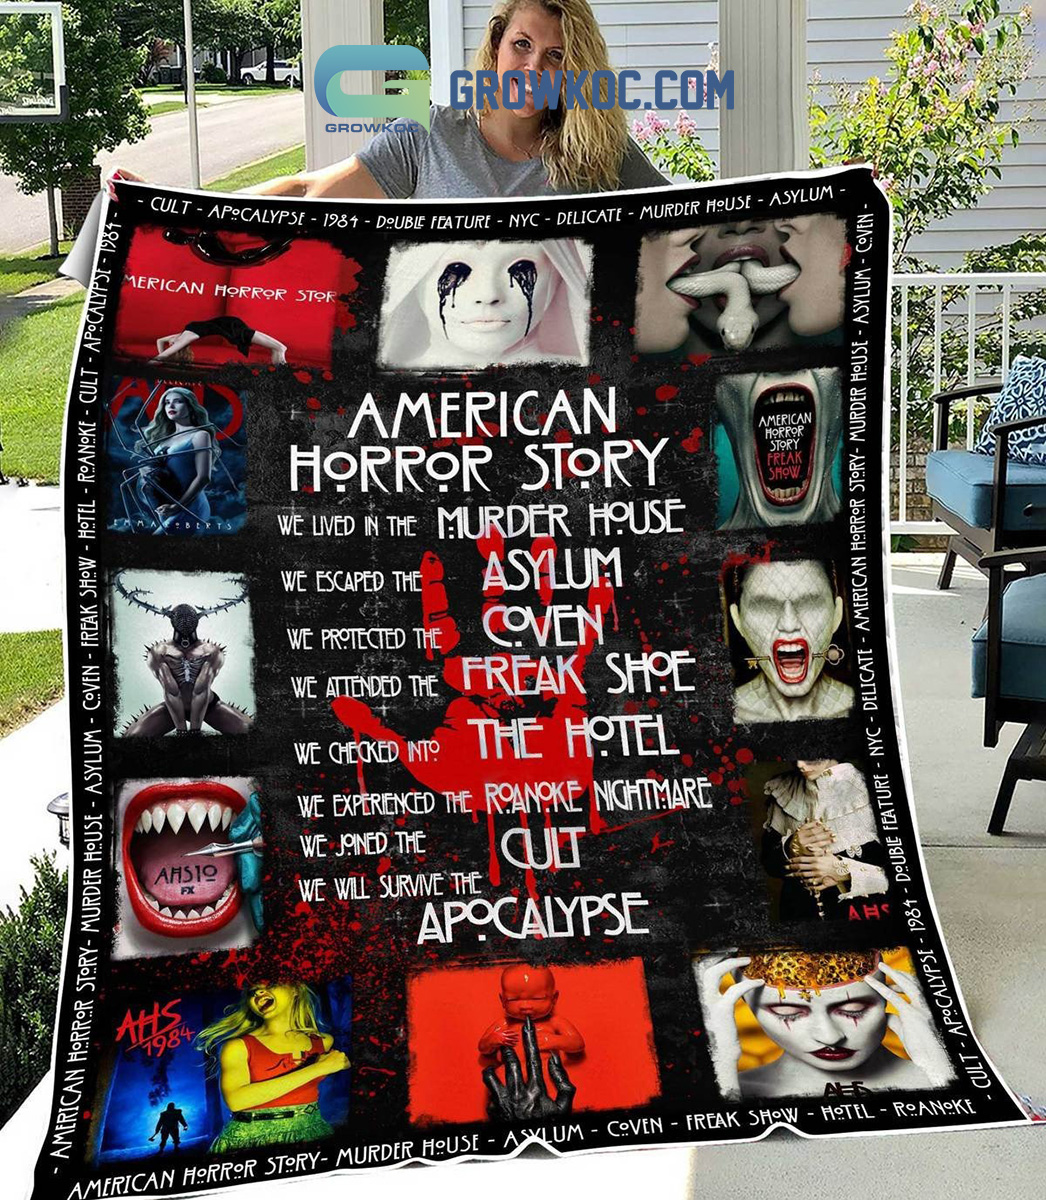 GROWKOC.COM
GROWKOC
- CULT - APOCALYPSE - 1984 - DOUBLE FEATURE - NYC - DELICATE - MURDER HOUSE - ASYLUM -
MERICAN HORROR STOR
DELICATE
EMMA ROBERTS
AMERICAN
HORROR
STORY
FREAK
SHOW
AMERICAN
HORROR STORY
WE LIVED IN THE MURDER HOUSE
WE ESCAPED THE ASYLUM
WE PROTECTED THE COVEN
WE ATTENDED THE FREAK SHOE
WE CHECKED INTO THE HOTEL
WE EXPERIENCED THE ROANOKE NIGHTMARE
WE JOINED THE CULT
WE WILL SURVIVE THE
APOCALYPSE
AHS10
FX
AHS
AHS
1984
AHS
- AMERICAN HORROR STORY- MURDER HOUSE - ASYLUM - COVEN - FREAK SHOW - HOTEL - ROANOKE - CULT - APOCALYPSE - 1984 -
- CULT - APOCALYPSE - 1984 - DOUBLE FEATURE - NYC - DELICATE - AMERICAN HORROR STORY- MURDER HOUSE - ASYLUM - COVEN -
AMERICAN HORROR STORY- MURDER HOUSE - ASYLUM - COVEN - FREAK SHOW - HOTEL - ROANOKE -